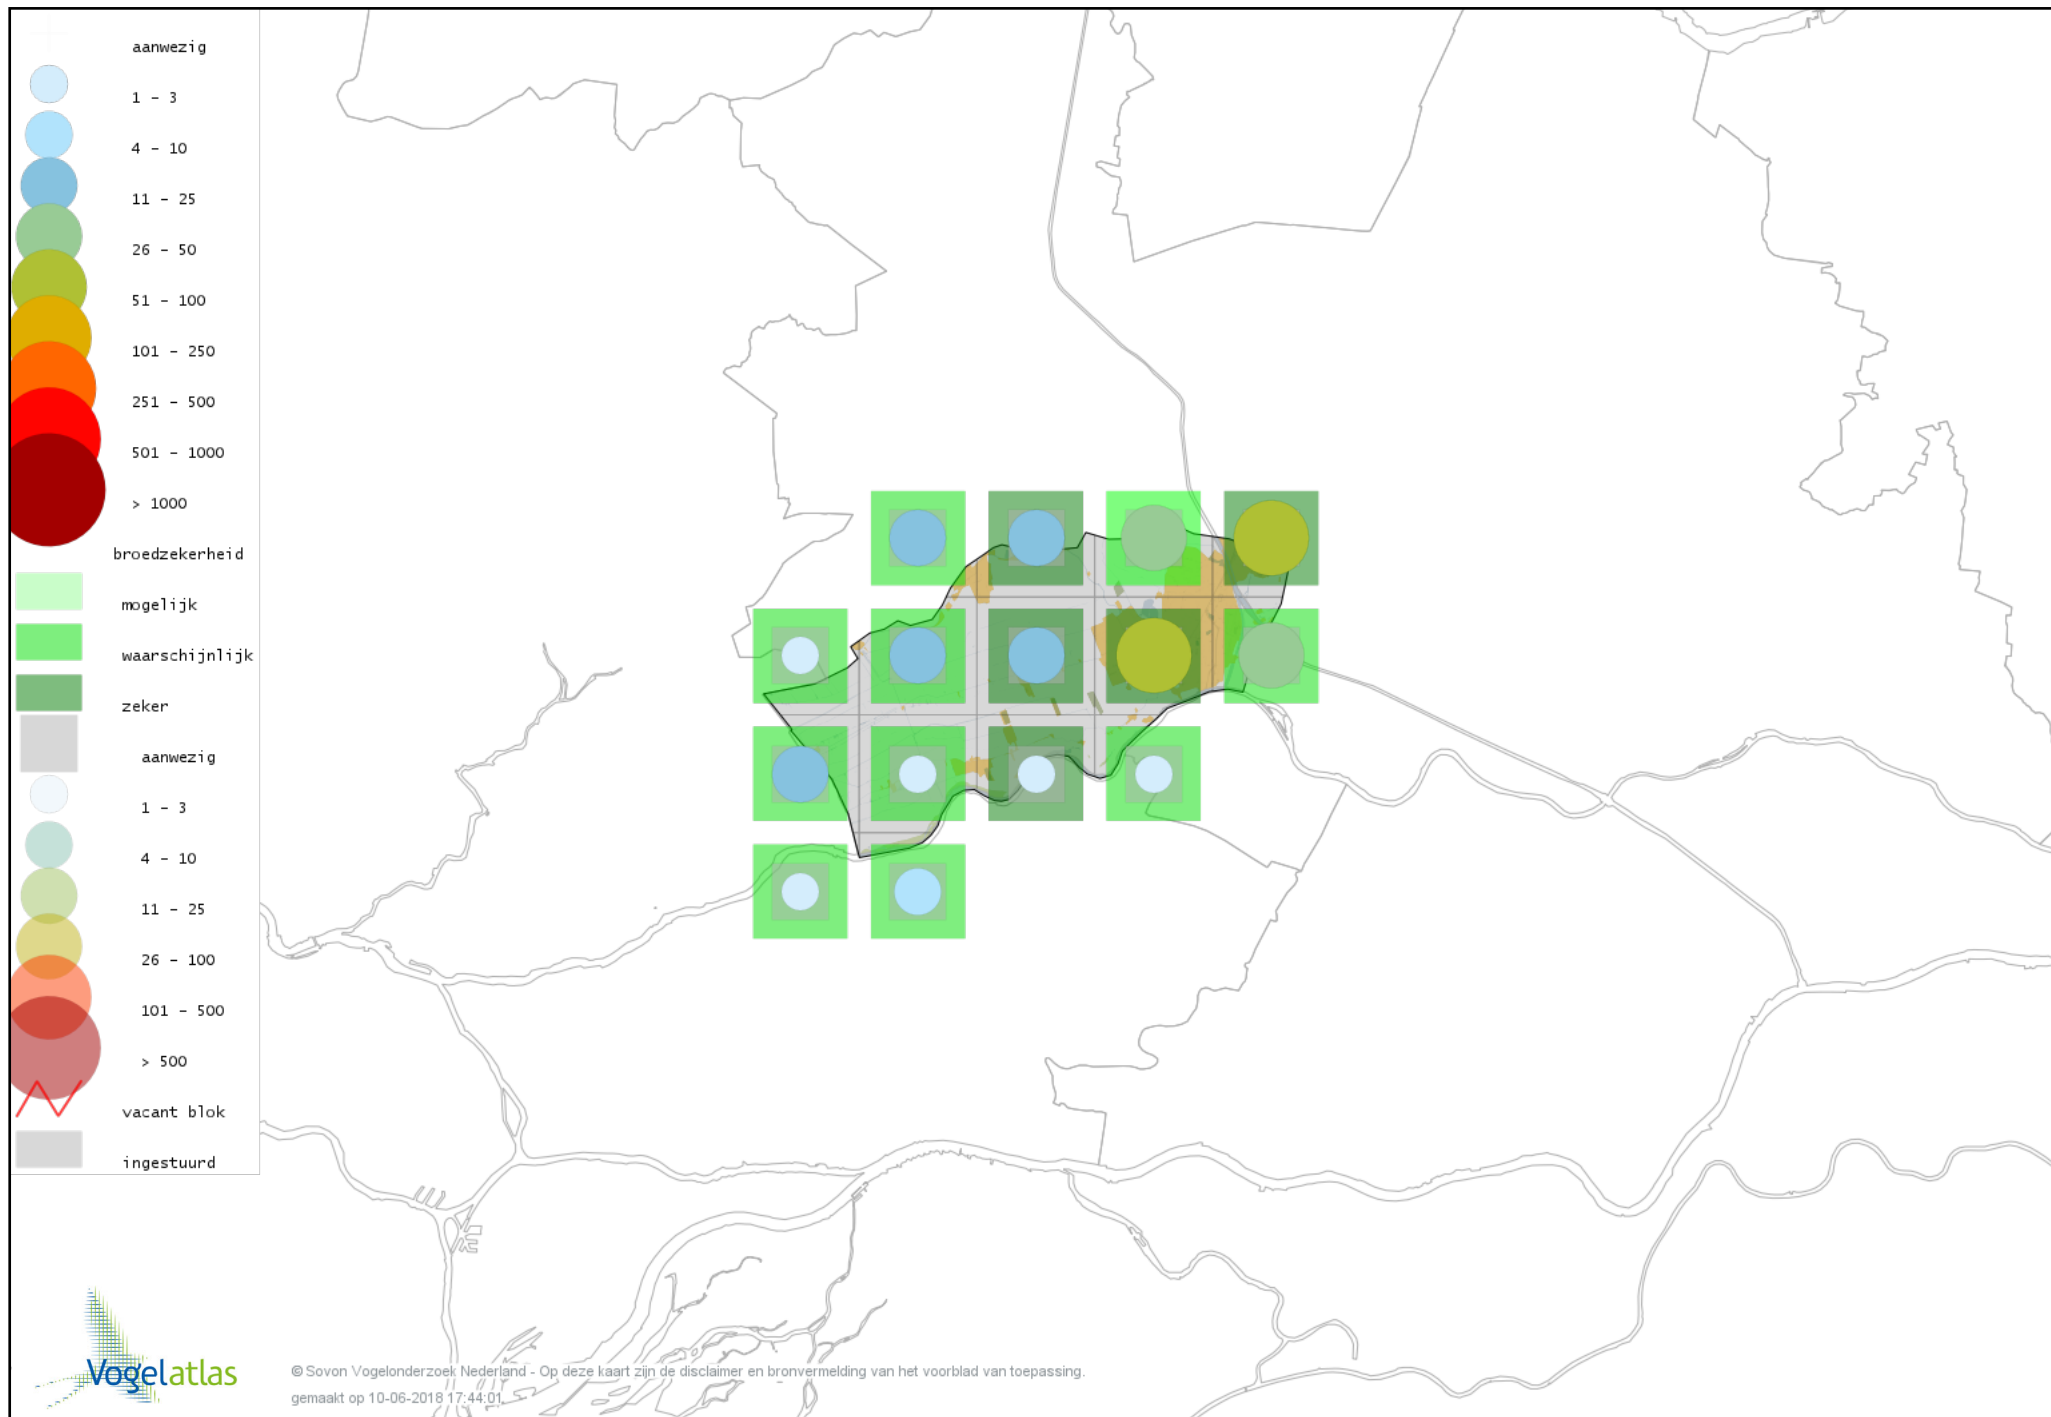 aanwezig
1 - 3
4 - 10
11 - 25
26 - 50
51 - 100
101 - 250
251 - 500
501 - 1000
> 1000
broedzekerheid
mogelijk
waarschijnlijk
zeker
aanwezig
1 - 3
4 - 10
11 - 25
26 - 100
101 - 500
> 500
vacant blok
ingestuurd
Vogelatlas
© Sovon Vogelonderzoek Nederland - Op deze kaart zijn de disclaimer en bronvermelding van het voorblad van toepassing.
gemaakt op 10-06-2018 17:44:01